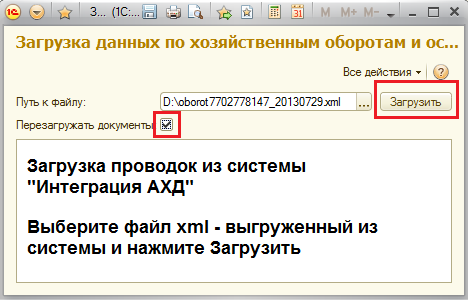 1С З... (1С: M M+ M-
Загрузка данных по хозяйственным оборотам и ос...
Все действия ?
Путь к файлу: D:\oborot7702778147_20130729.xml ... Загрузить
Перезагружать документы
Загрузка проводок из системы
"Интеграция АХД"
Выберите файл xml - выгруженный из
системы и нажмите Загрузить